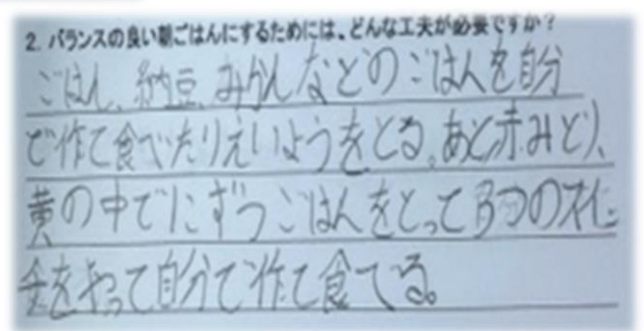 2. バランスの良い朝ごはんにするためには、どんな工夫が必要ですか?
ごはん、納豆、みかんなどのごはんを自分
で作て食べたりえいようをとる。あと赤みどり、
黄の中でにずつごはんをとって3つのスイ
をやって自分で作て食べてる。